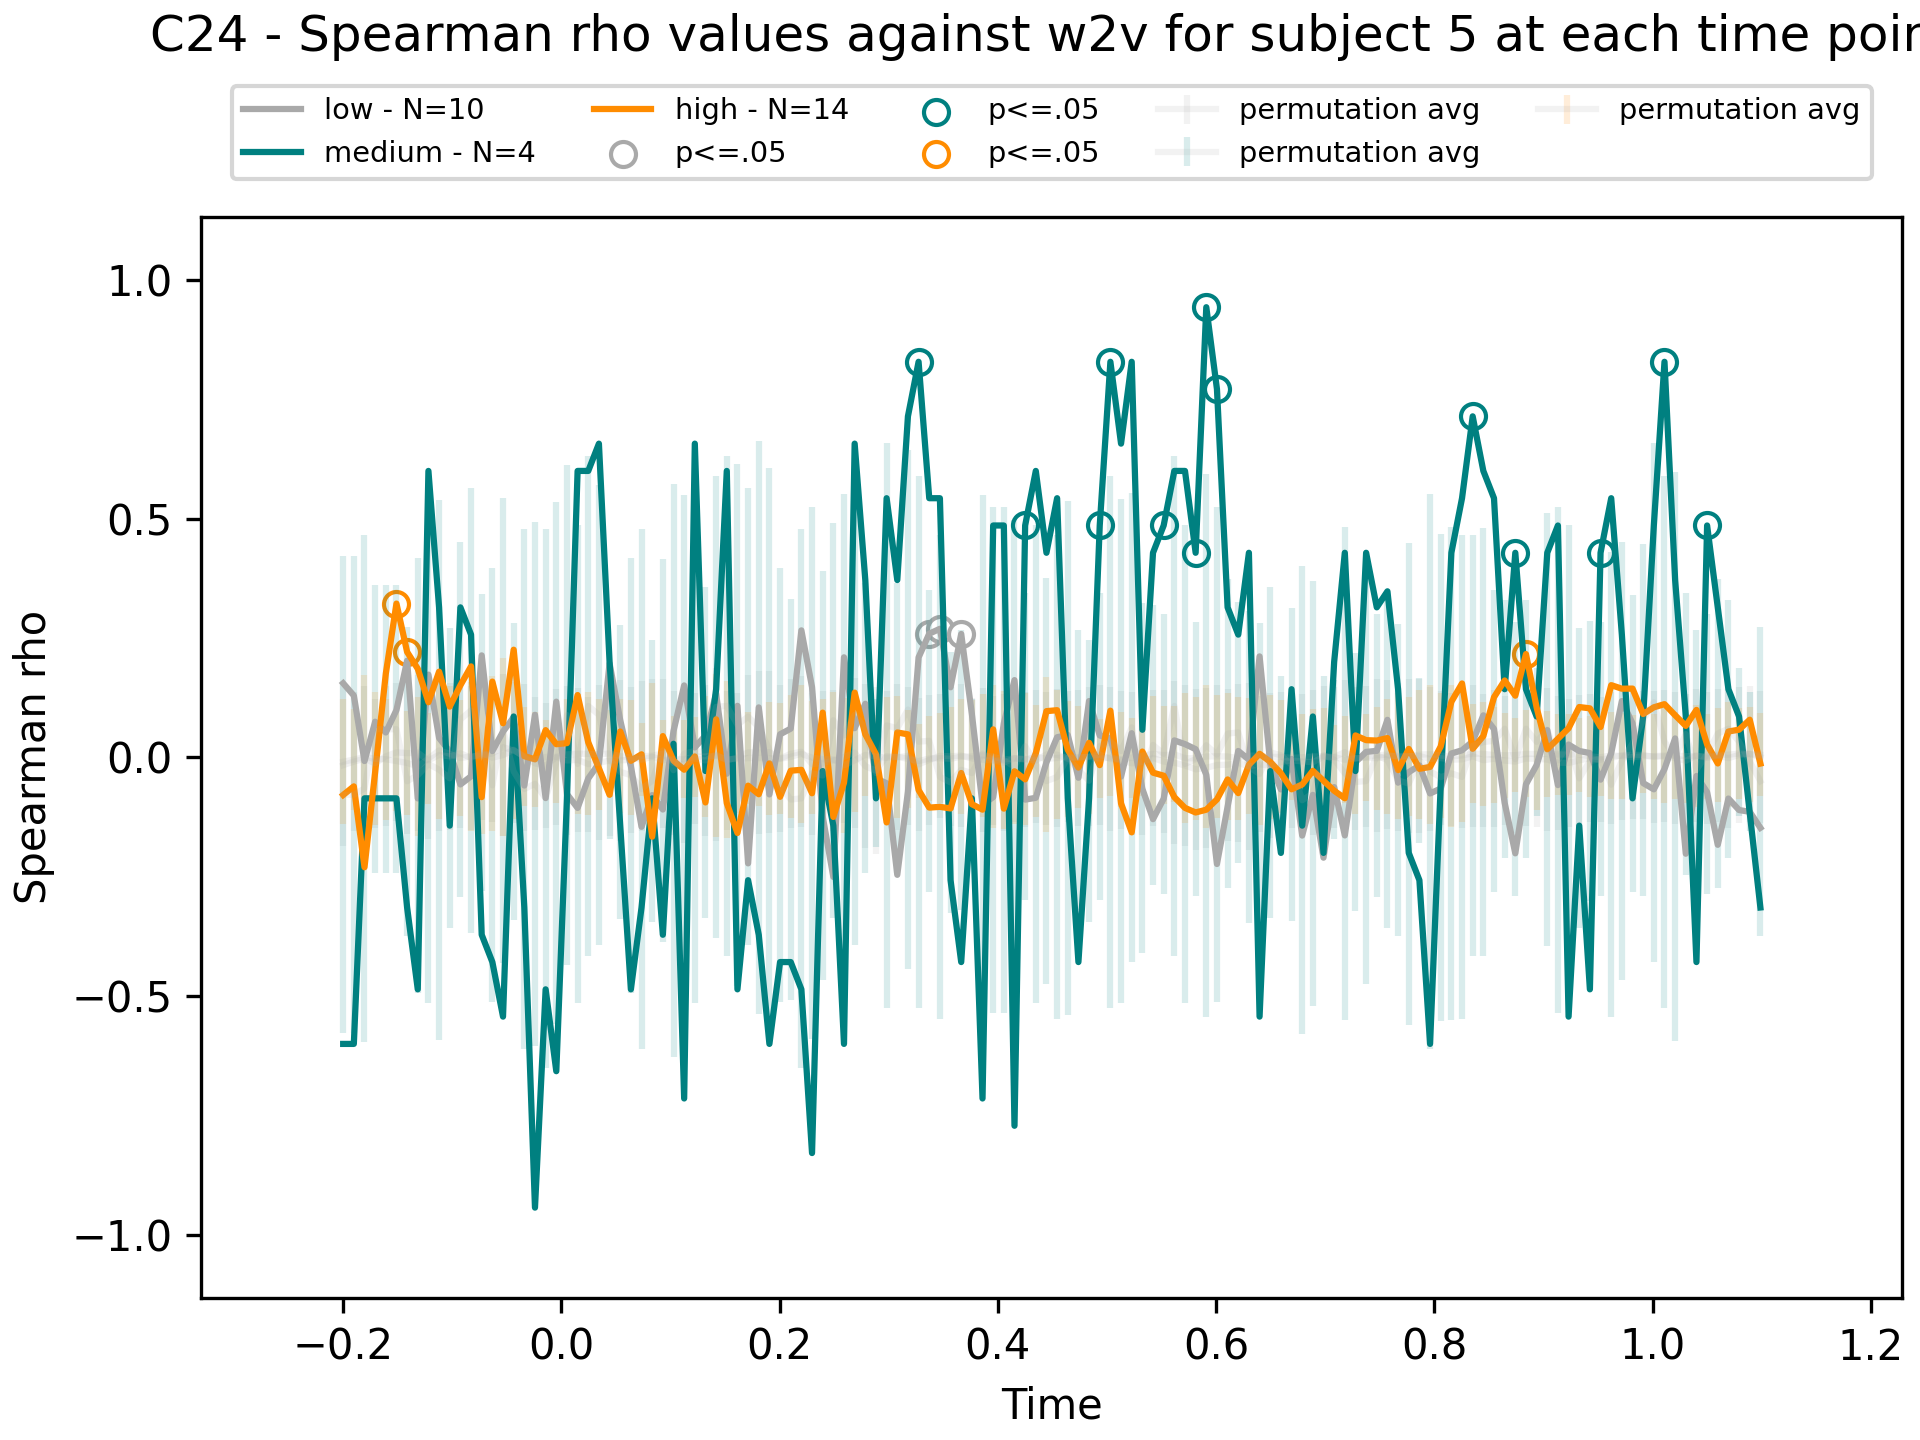 C24 - Spearman rho values against w2v for subject 5 at each time poin
low - N=10
medium - N=4
high - N=14
p<=.05
p<=.05
p<=.05
permutation avg
permutation avg
permutation avg
1.0
0.5
0.0
−0.5
−1.0
Spearman rho
−0.2
0.0
0.2
0.4
0.6
0.8
1.0
1.2
Time